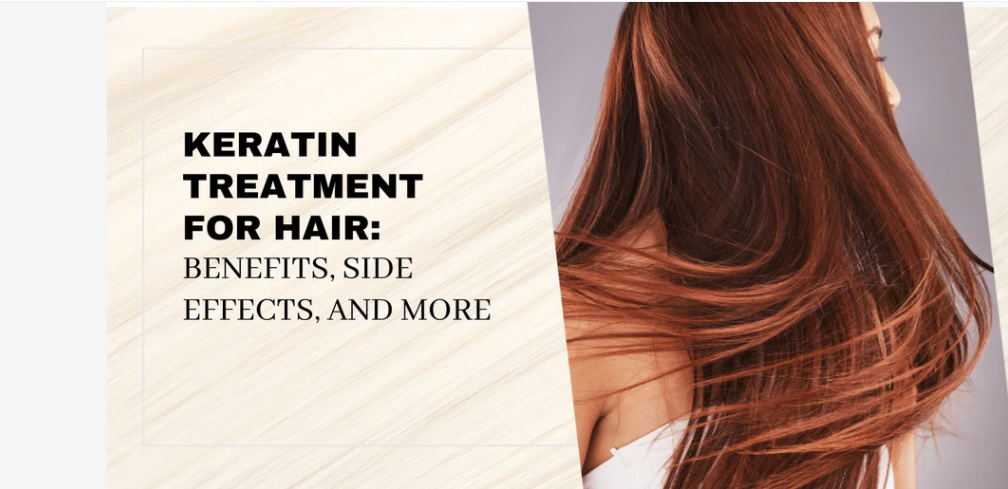 KERATIN
TREATMENT
FOR HAIR:
BENEFITS, SIDE
EFFECTS, AND MORE